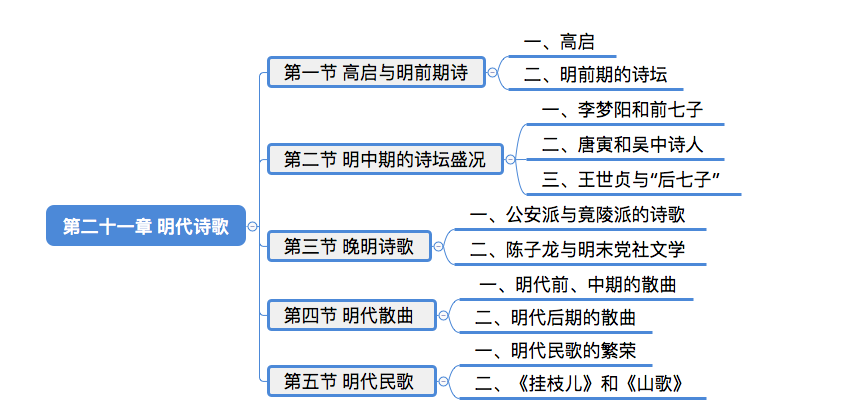 第二十一章 明代诗歌
第一节 高启与明前期诗
一、高启
二、明前期的诗坛
第二节 明中期的诗坛盛况
一、李梦阳和前七子
二、唐寅和吴中诗人
三、王世贞与“后七子”
第三节 晚明诗歌
一、公安派与竟陵派的诗歌
二、陈子龙与明末党社文学
第四节 明代散曲
一、明代前、中期的散曲
二、明代后期的散曲
第五节 明代民歌
一、明代民歌的繁荣
二、《挂枝儿》和《山歌》